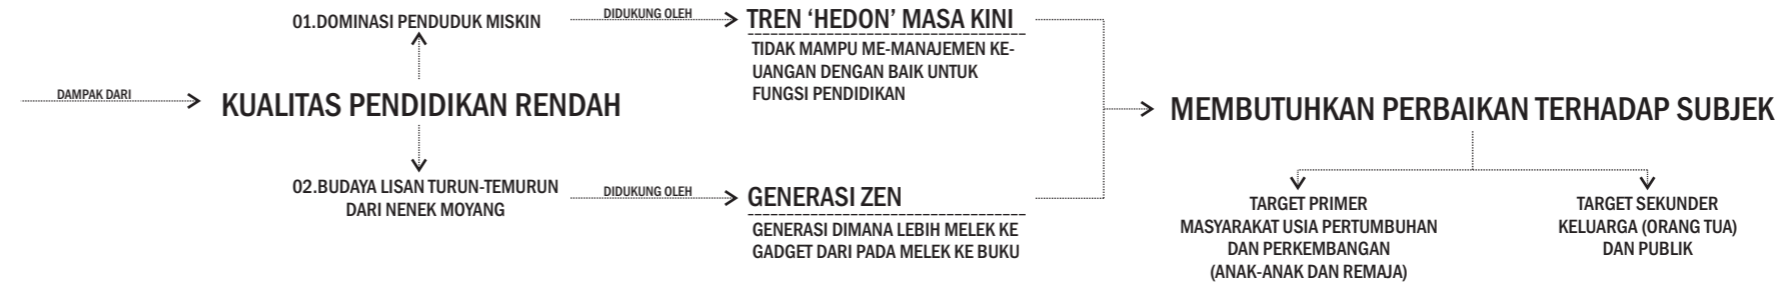 DAMPAK DARI
KUALITAS PENDIDIKAN RENDAH
01.DOMINASI PENDUDUK MISKIN
DIDUKUNG OLEH
TREN ‘HEDON’ MASA KINI
TIDAK MAMPU ME-MANAJEMEN KE-
UANGAN DENGAN BAIK UNTUK
FUNGSI PENDIDIKAN
02.BUDAYA LISAN TURUN-TEMURUN
DARI NENEK MOYANG
DIDUKUNG OLEH
GENERASI ZEN
GENERASI DIMANA LEBIH MELEK KE
GADGET DARI PADA MELEK KE BUKU
MEMBUTUHKAN PERBAIKAN TERHADAP SUBJEK
TARGET PRIMER
MASYARAKAT USIA PERTUMBUHAN
DAN PERKEMBANGAN
(ANAK-ANAK DAN REMAJA)
TARGET SEKUNDER
KELUARGA (ORANG TUA)
DAN PUBLIK